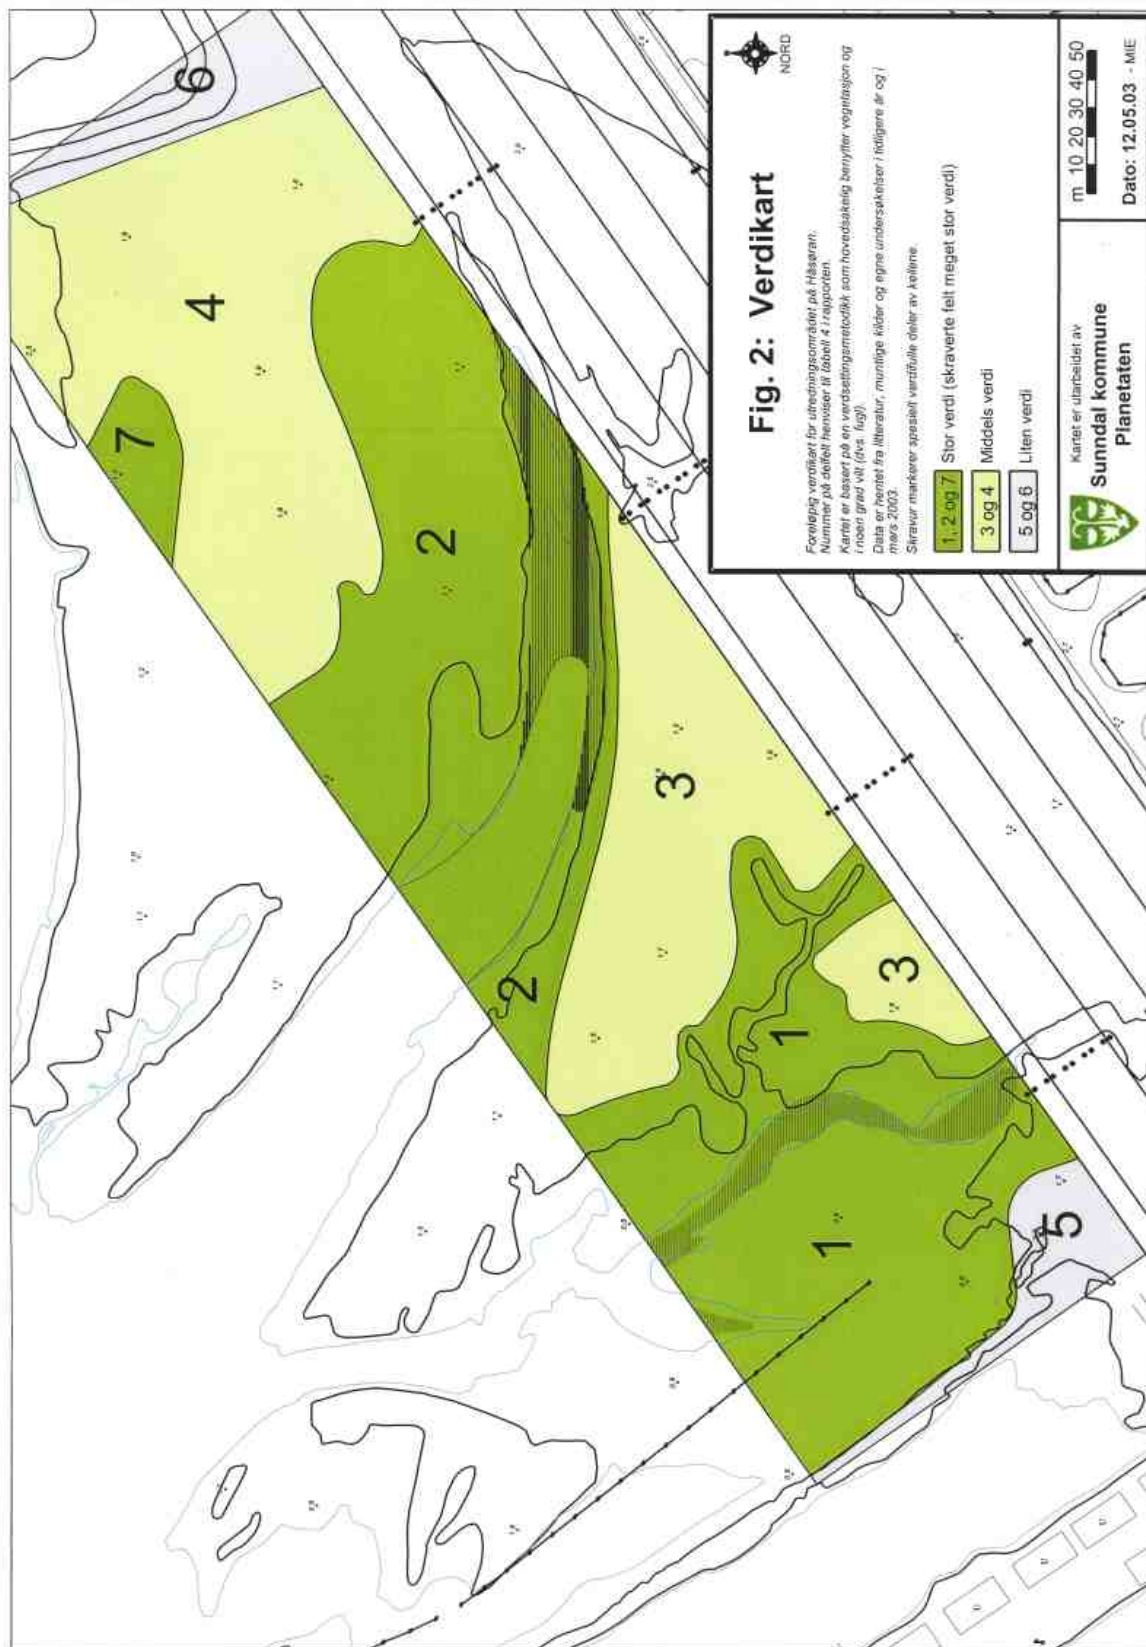 6
4
7
2
3
2
3
1
1
5
NORD
Fig. 2: Verdikart
Foreløpig verdikart for utredningsområdet på Håsøran.
Nummer på delfelt henviser til tabell 4 i rapporten.
Kartet er basert på en verdsettingsmetodikk som hovedsakelig benytter vegetasjon og
i noen grad vilt (dvs. fugl).
Data er hentet fra litteratur, muntlige kilder og egne undersøkelser i tidligere år og i
mars 2003.
Skravur markerer spesielt verdifulle deler av kilene.
1, 2 og 7 Stor verdi (skraverte felt meget stor verdi)
3 og 4 Middels verdi
5 og 6 Liten verdi
Kartet er utarbeidet av
Sunndal kommune
Planetaten
m 10 20 30 40 50
Dato: 12.05.03 - MIE